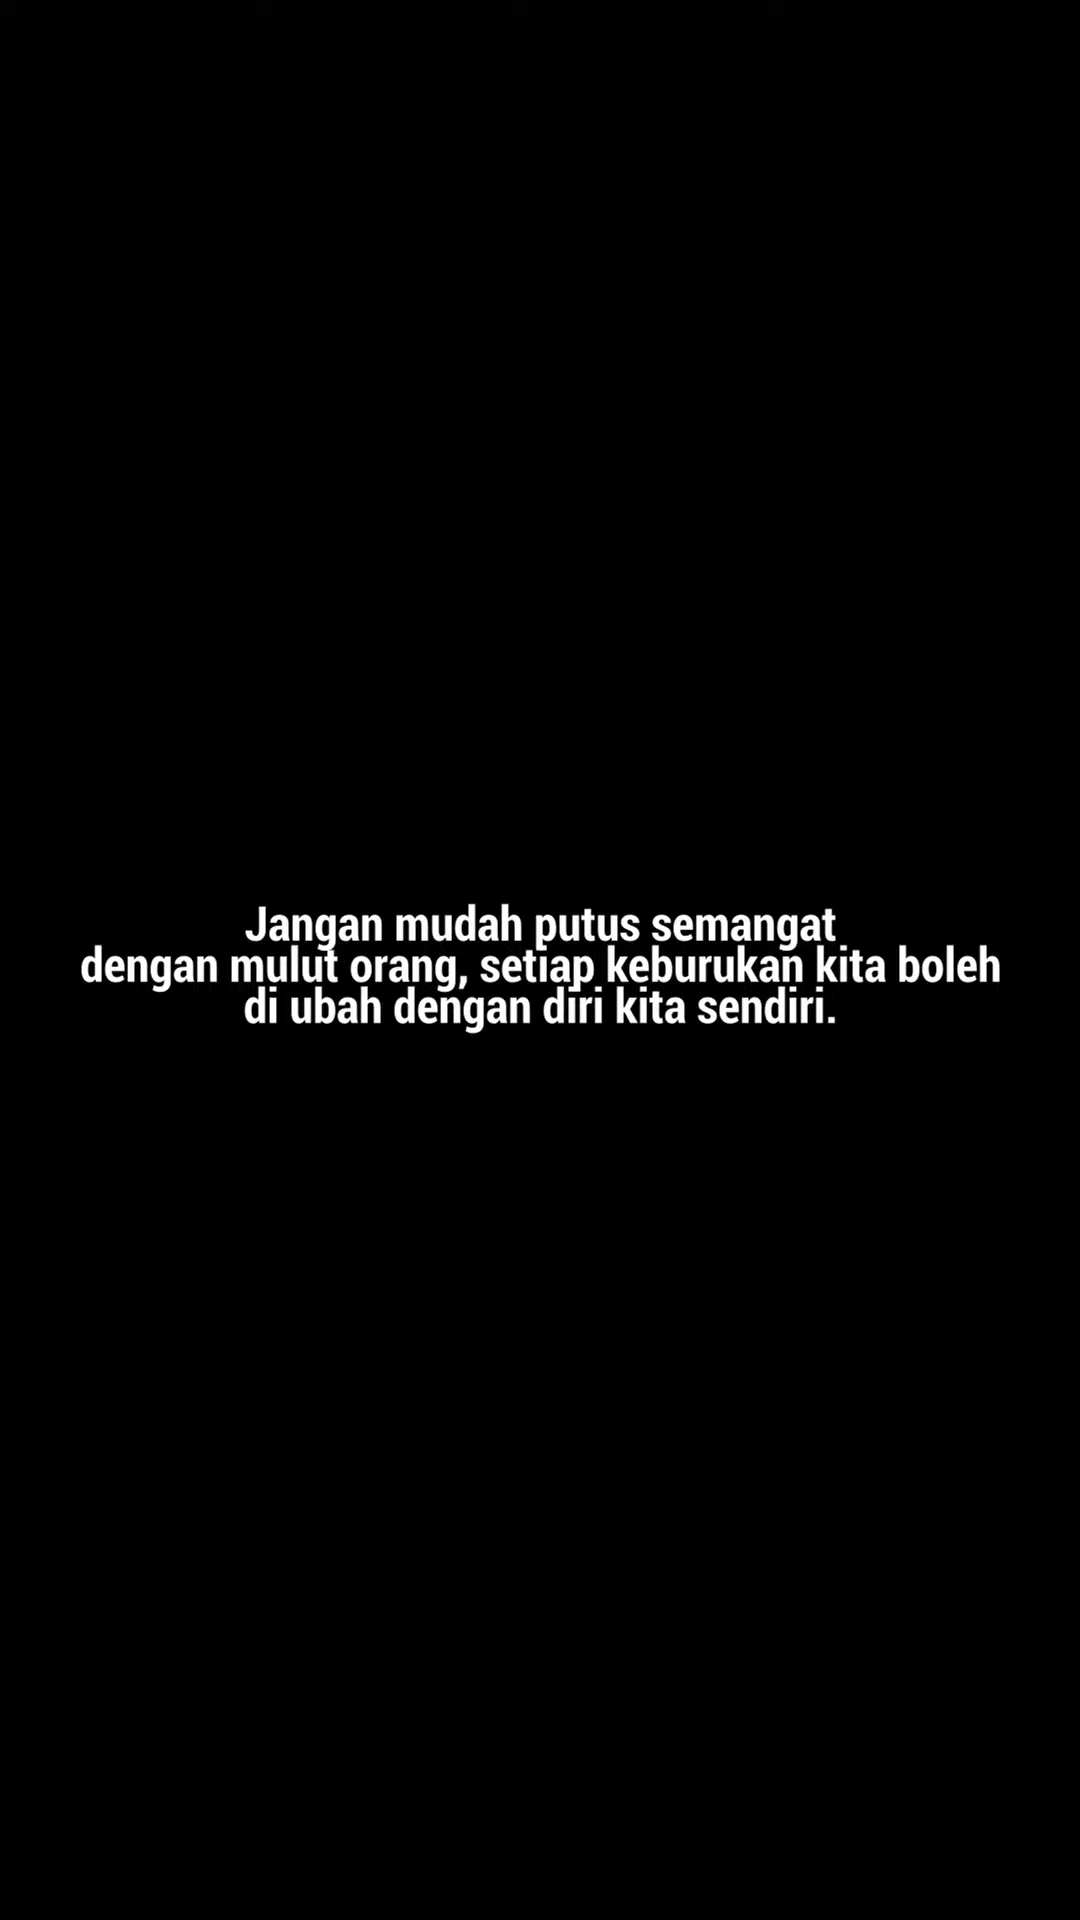 Jangan mudah putus semangat
dengan mulut orang, setiap keburukan kita boleh
di ubah dengan diri kita sendiri.